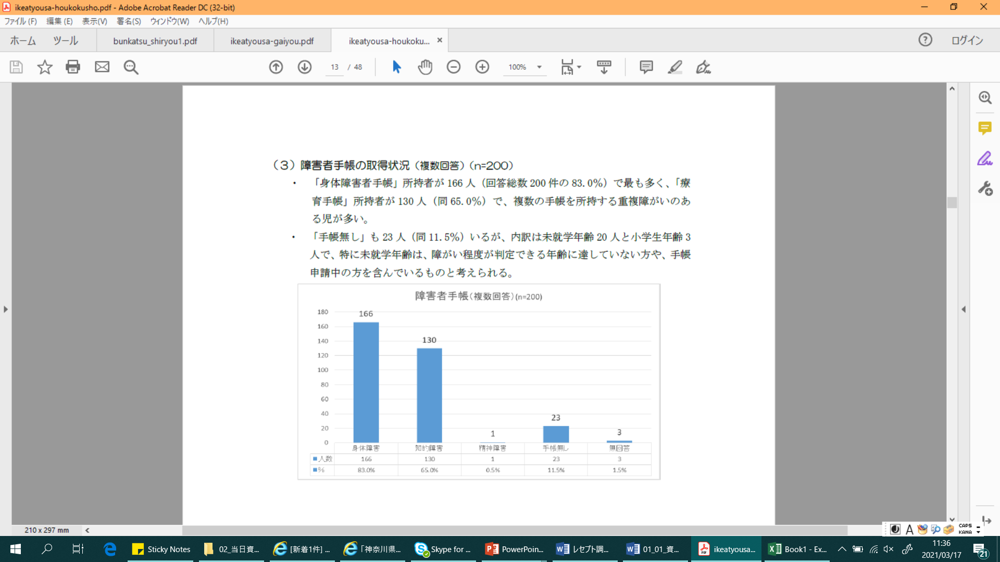 ikeatyousa-houkokusho.pdf - Adobe Acrobat Reader DC (32-bit)
ファイル(F) 編集(E) 表示(V) 署名(S) ウィンドウ(W) ヘルプ(H)
ホーム ツール bunkatsu_shiryou1.pdf ikeatyousa-gaiyou.pdf ikeatyousa-houkoku... × ? ログイン
13 / 48 100%
（3）障害者手帳の取得状況（複数回答）（n=200）
・ 「身体障害者手帳」所持者が 166 人（回答総数 200 件の 83.0%）で最も多く、「療
育手帳」所持者が 130 人（同 65.0%）で、複数の手帳を所持する重複障がいのあ
る児が多い。
・ 「手帳無し」も 23 人（同 11.5%）いるが、内訳は未就学年齢 20 人と小学生年齢 3
人で、特に未就学年齢は、障がい程度が判定できる年齢に達していない方や、手帳
申請中の方を含んでいるものと考えられる。
障害者手帳(複数回答)(n=200)
180
160
140
120
100
80
60
40
20
0
166
130
1
23
3
身体障害 知的障害 精神障害 手帳無し 無回答
人数 166 130 1 23 3
% 83.0% 65.0% 0.5% 11.5% 1.5%
210 x 297 mm
A CAPS
KANA
Sticky Notes 02_当日資... [新着1件] ... 「神奈川県... Skype for ... PowerPoin... レセプト調... 01_01_資... ikeatyousa... Book1 - Ex...
11:36
2021/03/17
21